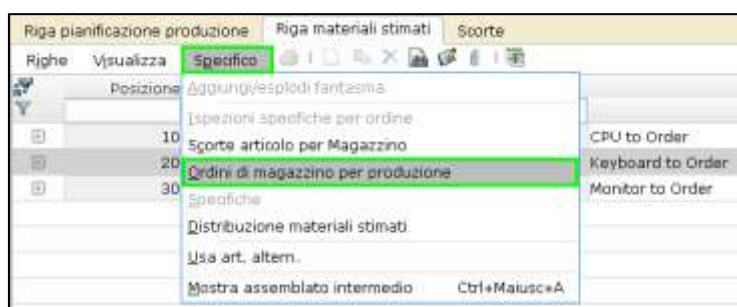 Riga pianificazione produzione Riga materiali stimati Scorte
Righe Visualizza Specifico
Posizione Aggiungi/esplodi fantasma
Ispezioni specifiche per ordine
10 Scorte articolo per Magazzino CPU to Order
20 Ordini di magazzino per produzione Keyboard to Order
30 Specifiche Monitor to Order
Distribuzione materiali stimati
Usa art. altern.
Mostra assemblato intermedio Ctrl+Maiusc+A